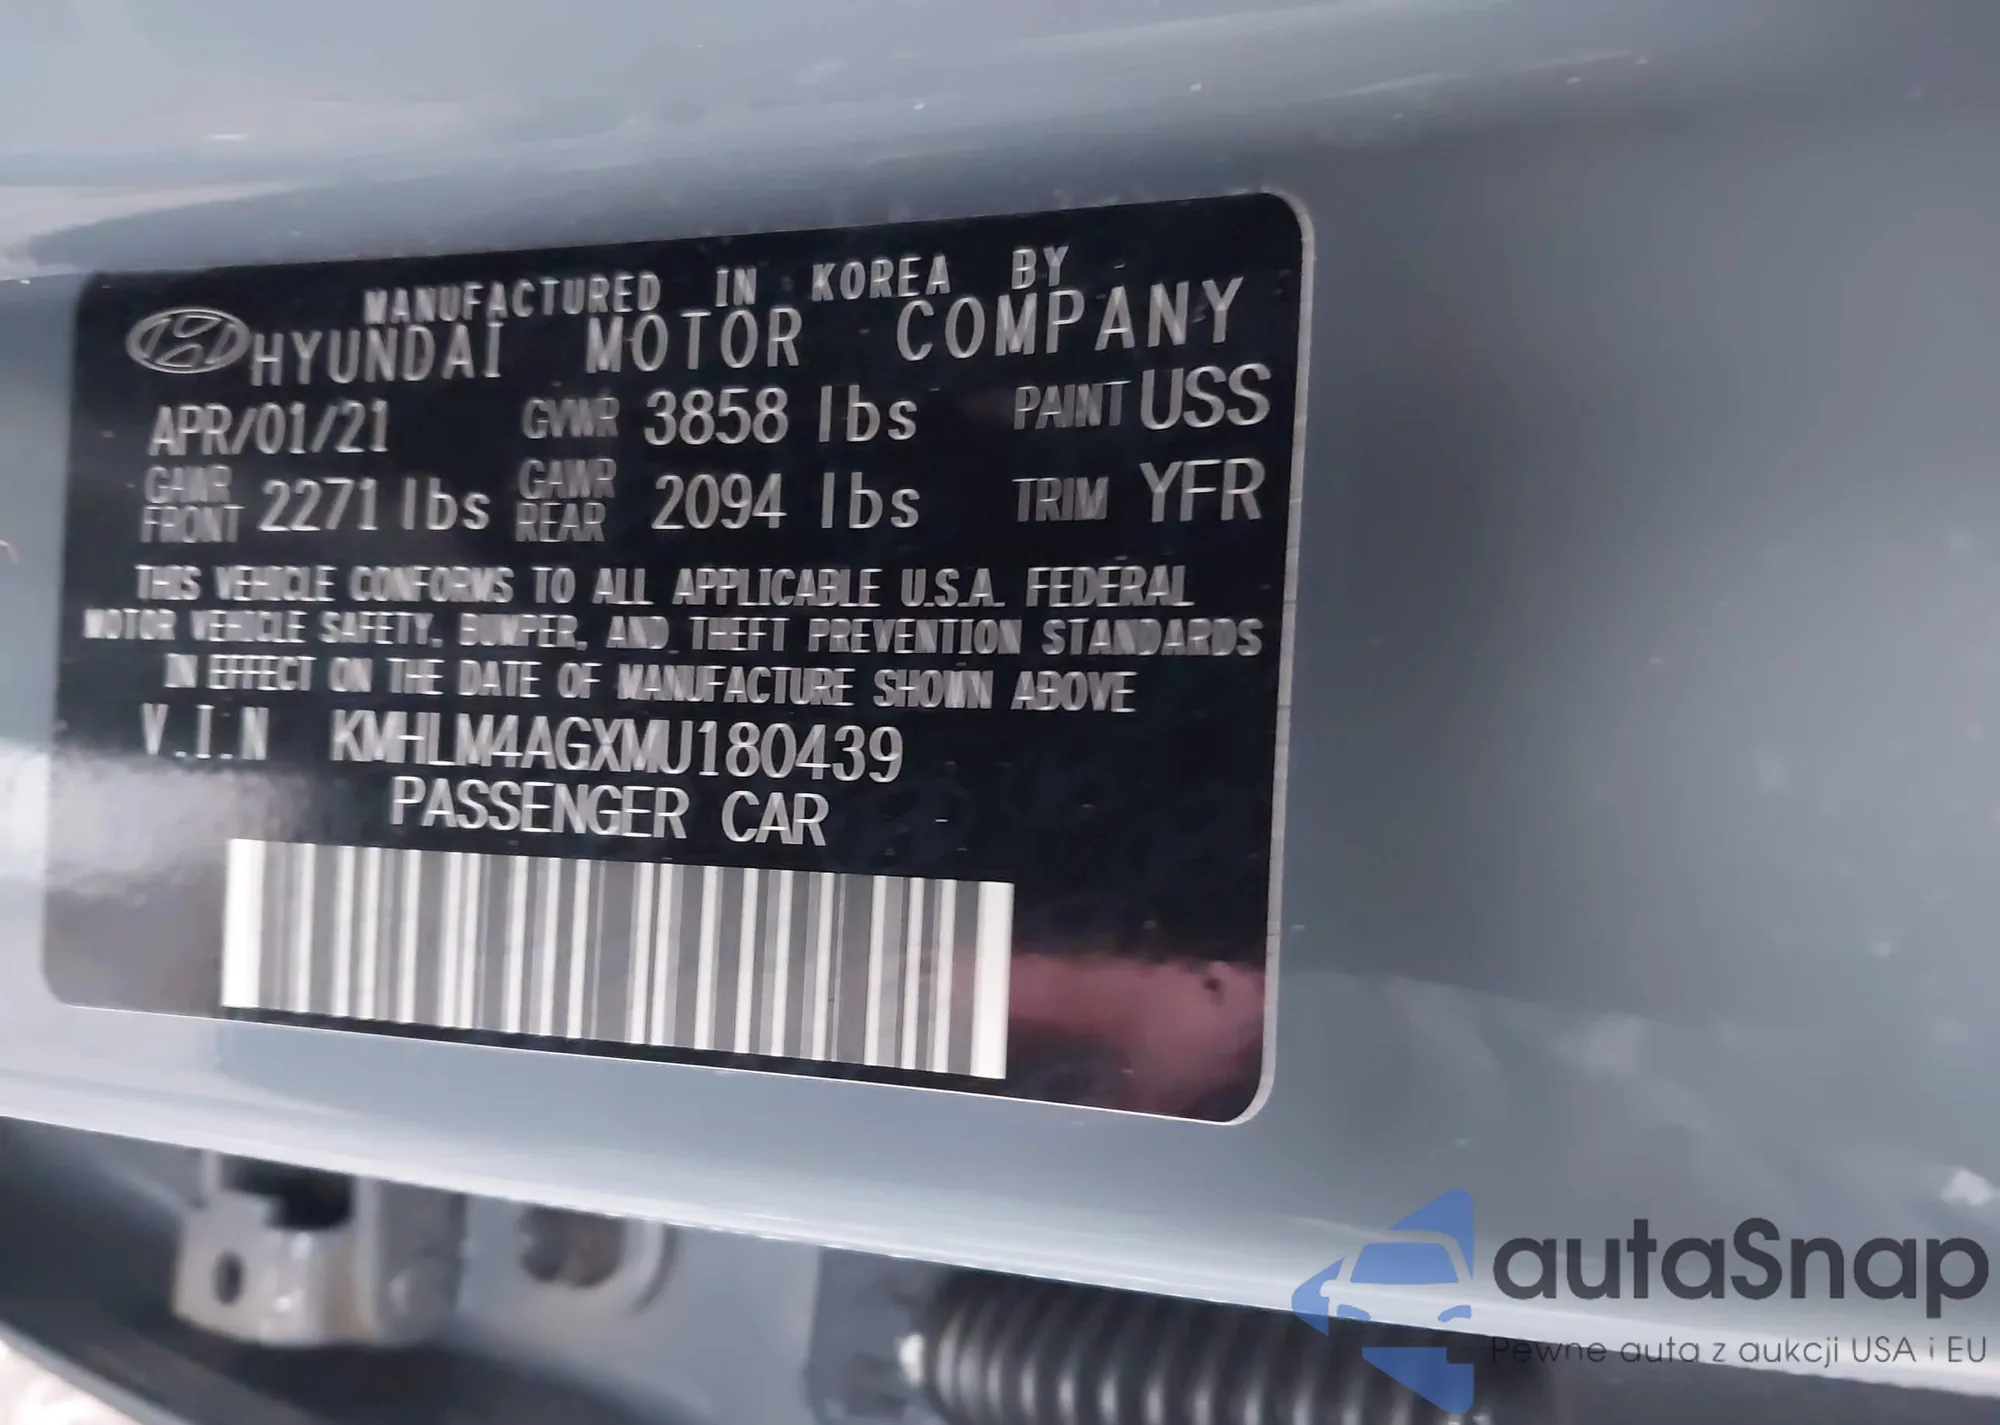 MANUFACTURED IN KOREA BY
HYUNDAI MOTOR COMPANY
APR/01/21 GVWR 3858 lbs PAINT USS
GAWR FRONT 2271 lbs GAWR REAR 2094 lbs TRIM YFR
THIS VEHICLE CONFORMS TO ALL APPLICABLE U.S.A. FEDERAL
MOTOR VEHICLE SAFETY, BUMPER, AND THEFT PREVENTION STANDARDS
IN EFFECT ON THE DATE OF MANUFACTURE SHOWN ABOVE
V.I.N KMHLM4AGXMU180439
PASSENGER CAR
autaSnap
Pewne auta z aukcji USA i EU